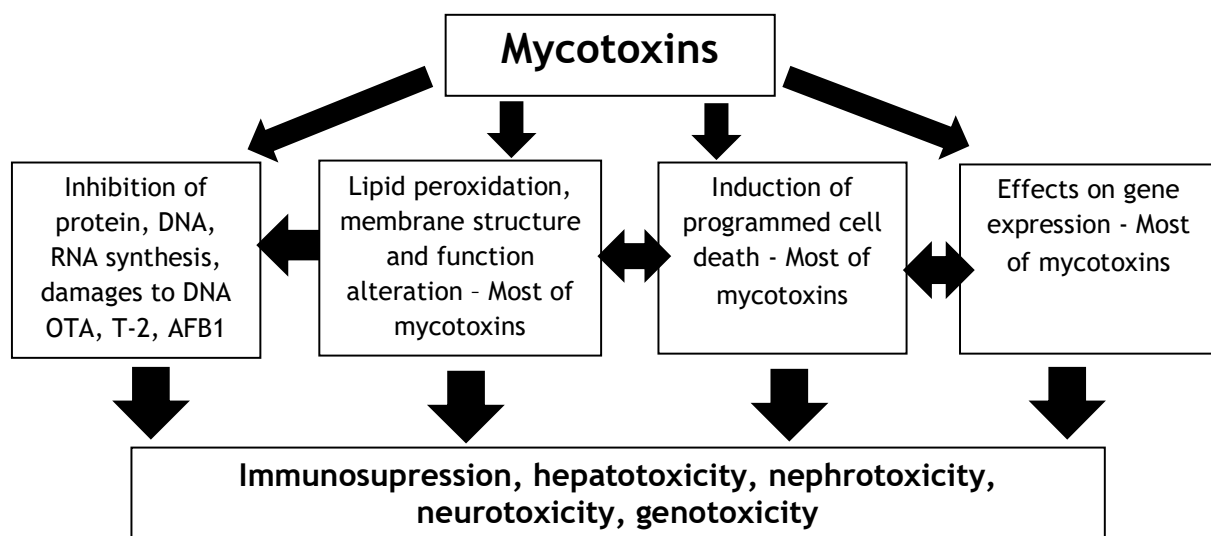 Mycotoxins
Inhibition of
protein, DNA,
RNA synthesis,
damages to DNA
OTA, T-2, AFB1
Lipid peroxidation,
membrane structure
and function
alteration – Most of
mycotoxins
Induction of
programmed cell
death - Most of
mycotoxins
Effects on gene
expression - Most
of mycotoxins
Immunosupression, hepatotoxicity, nephrotoxicity,
neurotoxicity, genotoxicity